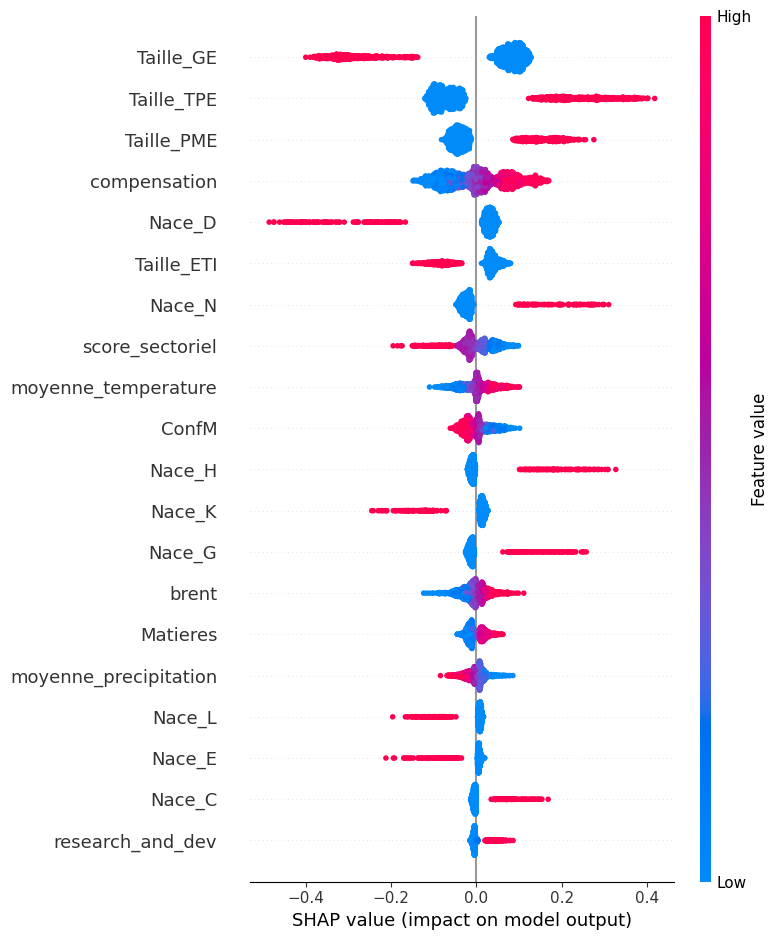 High
Taille_GE
Taille_TPE
Taille_PME
compensation
Nace_D
Taille_ETI
Nace_N
score_sectoriel
moyenne_temperature
ConfM
Nace_H
Nace_K
Nace_G
brent
Matieres
moyenne_precipitation
Nace_L
Nace_E
Nace_C
research_and_dev
Feature value
Low
−0.4 −0.2 0.0 0.2 0.4
SHAP value (impact on model output)